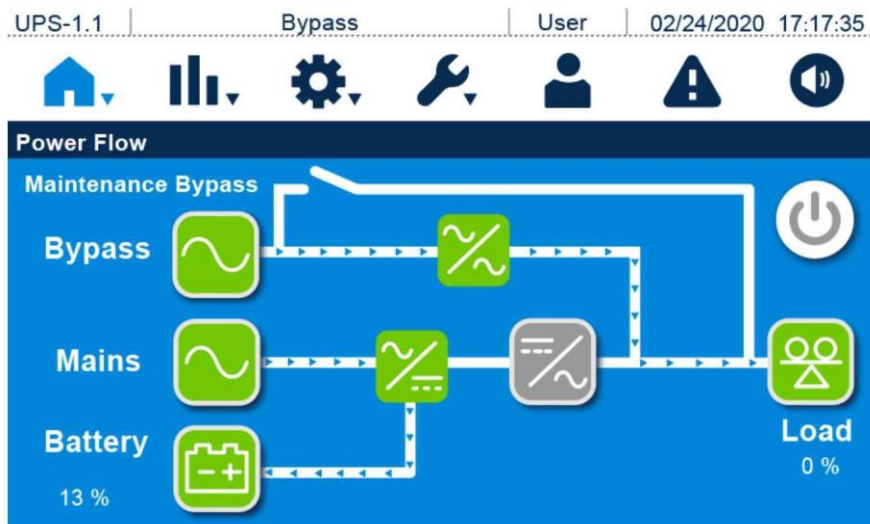 UPS-1.1 Bypass User 02/24/2020 17:17:35
Power Flow
Maintenance Bypass
Bypass
Mains
Battery
13 %
Load
0 %